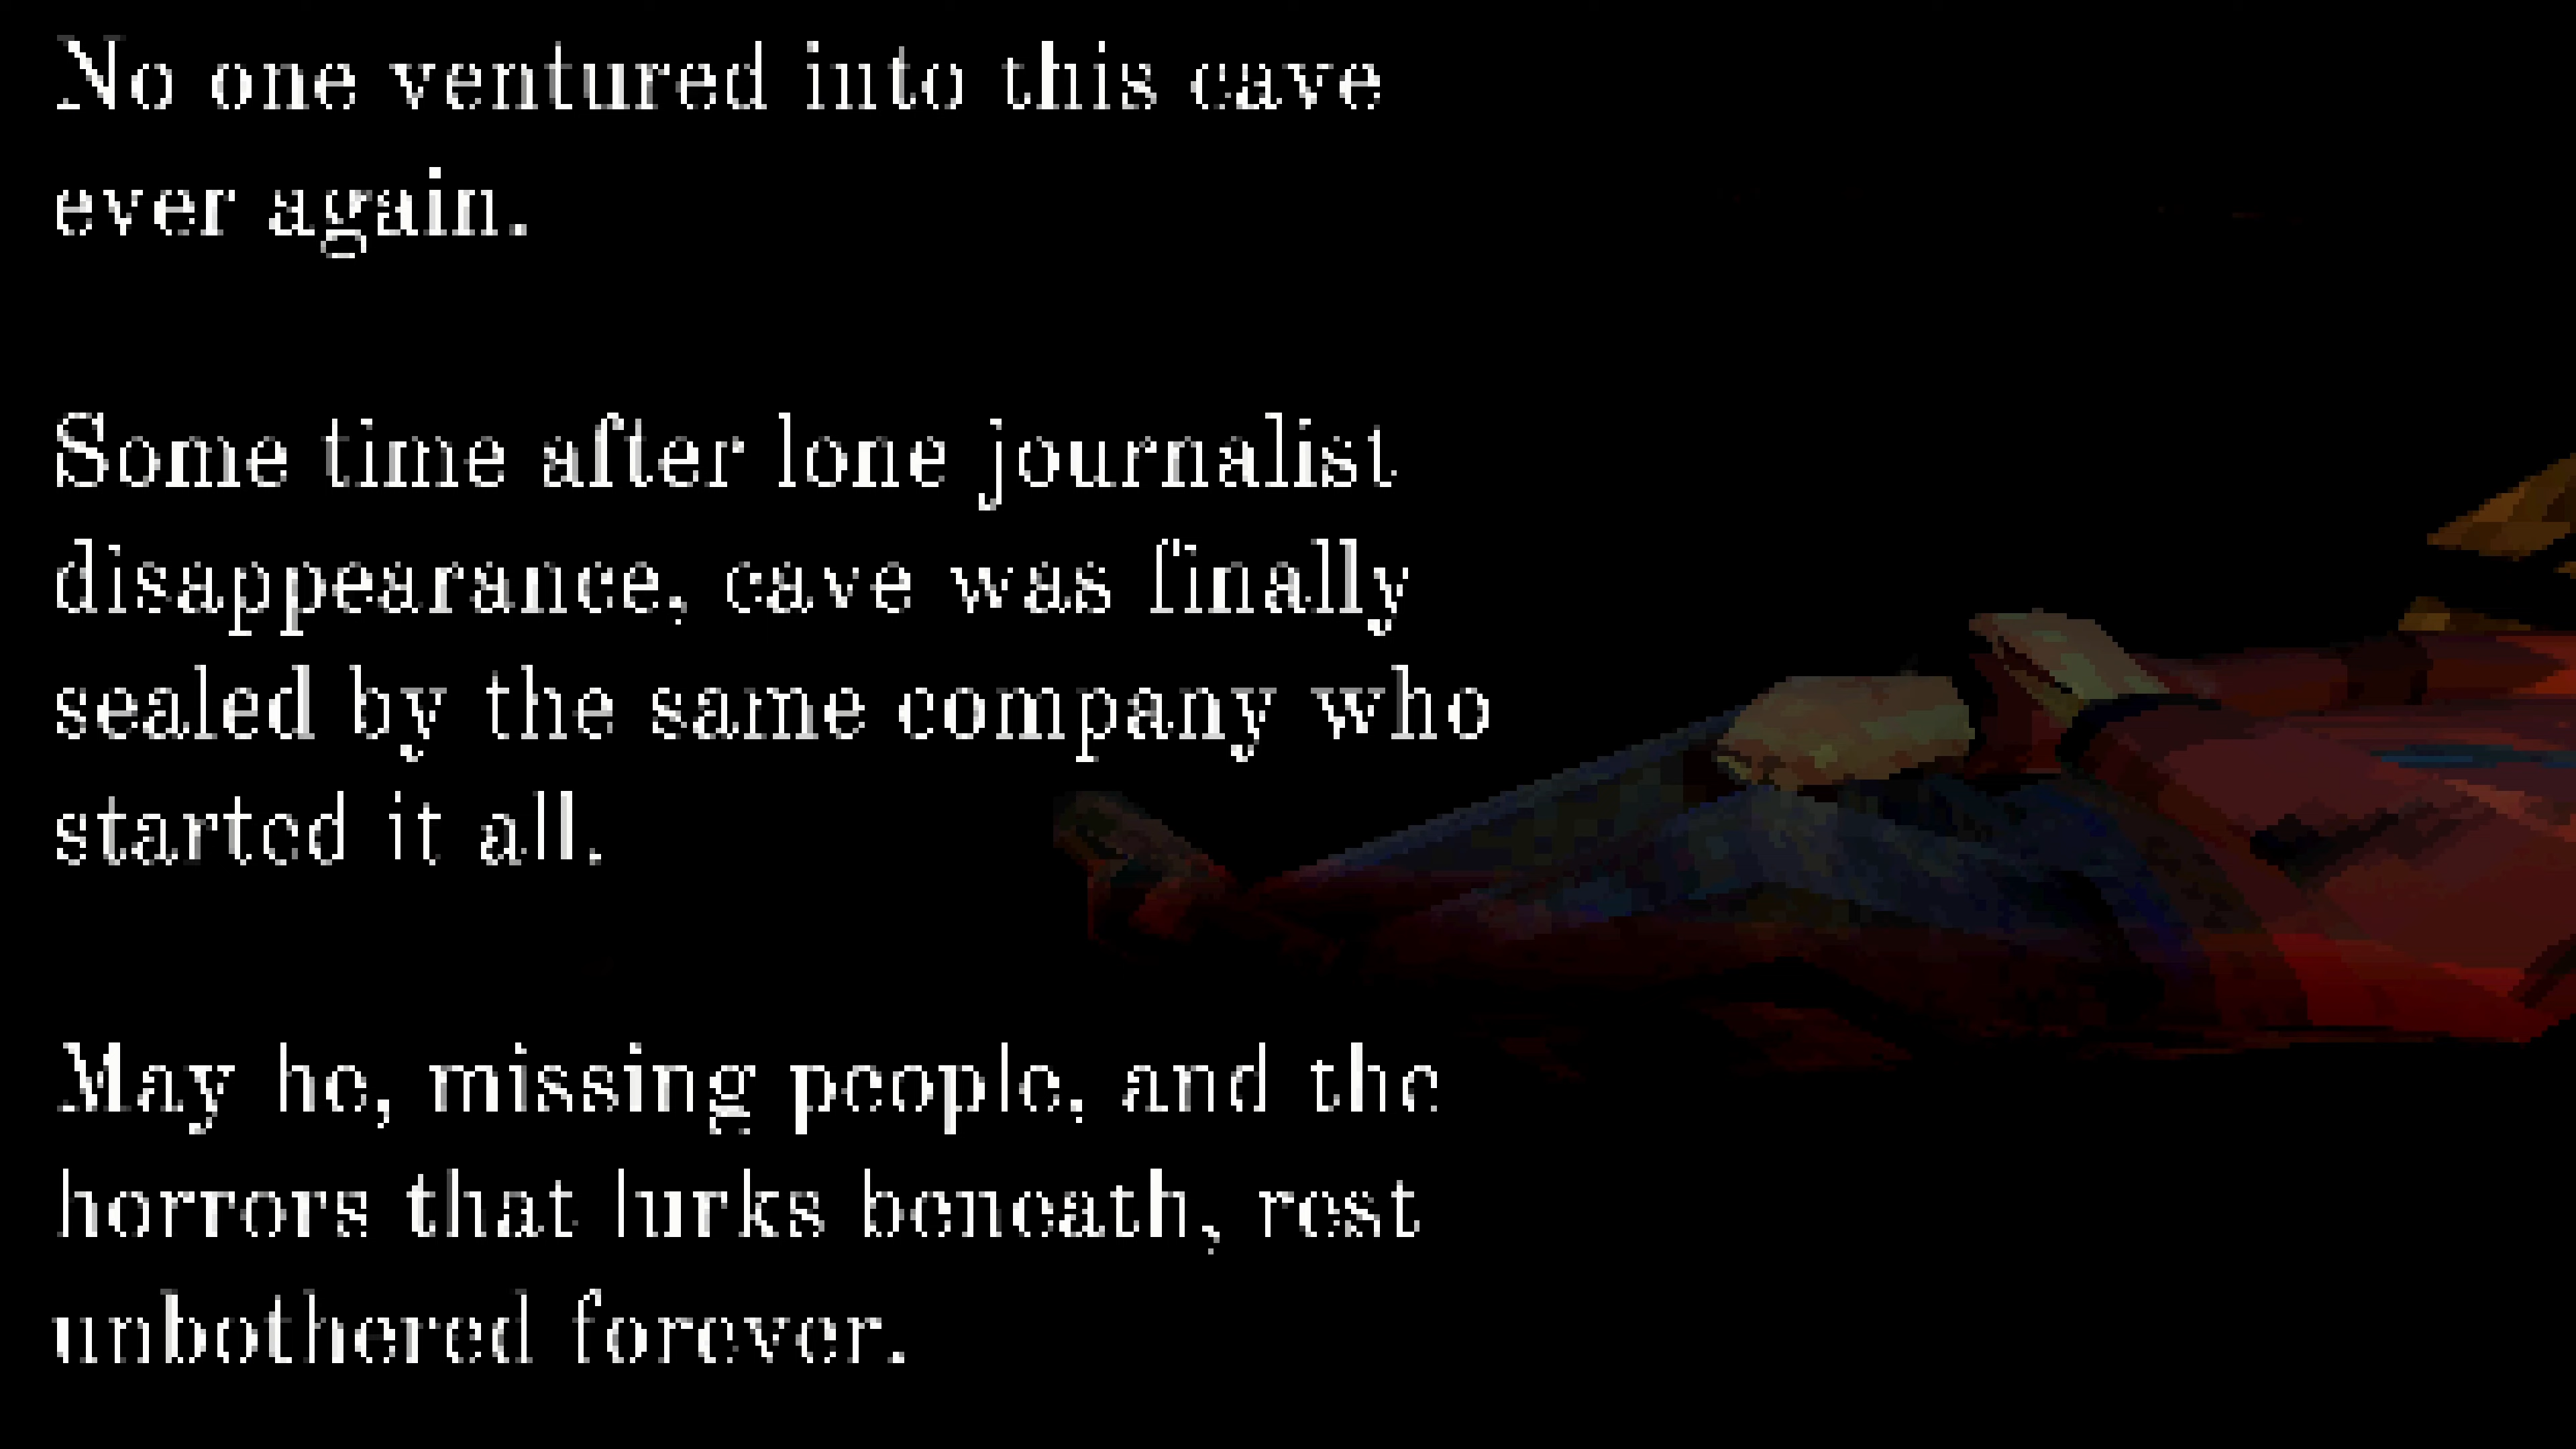 No one ventured into this cave
ever again.
Some time after lone journalist
disappearance, cave was finally
sealed by the same company who
started it all.
May he, missing people, and the
horrors that lurks beneath, rest
unbothered forever.